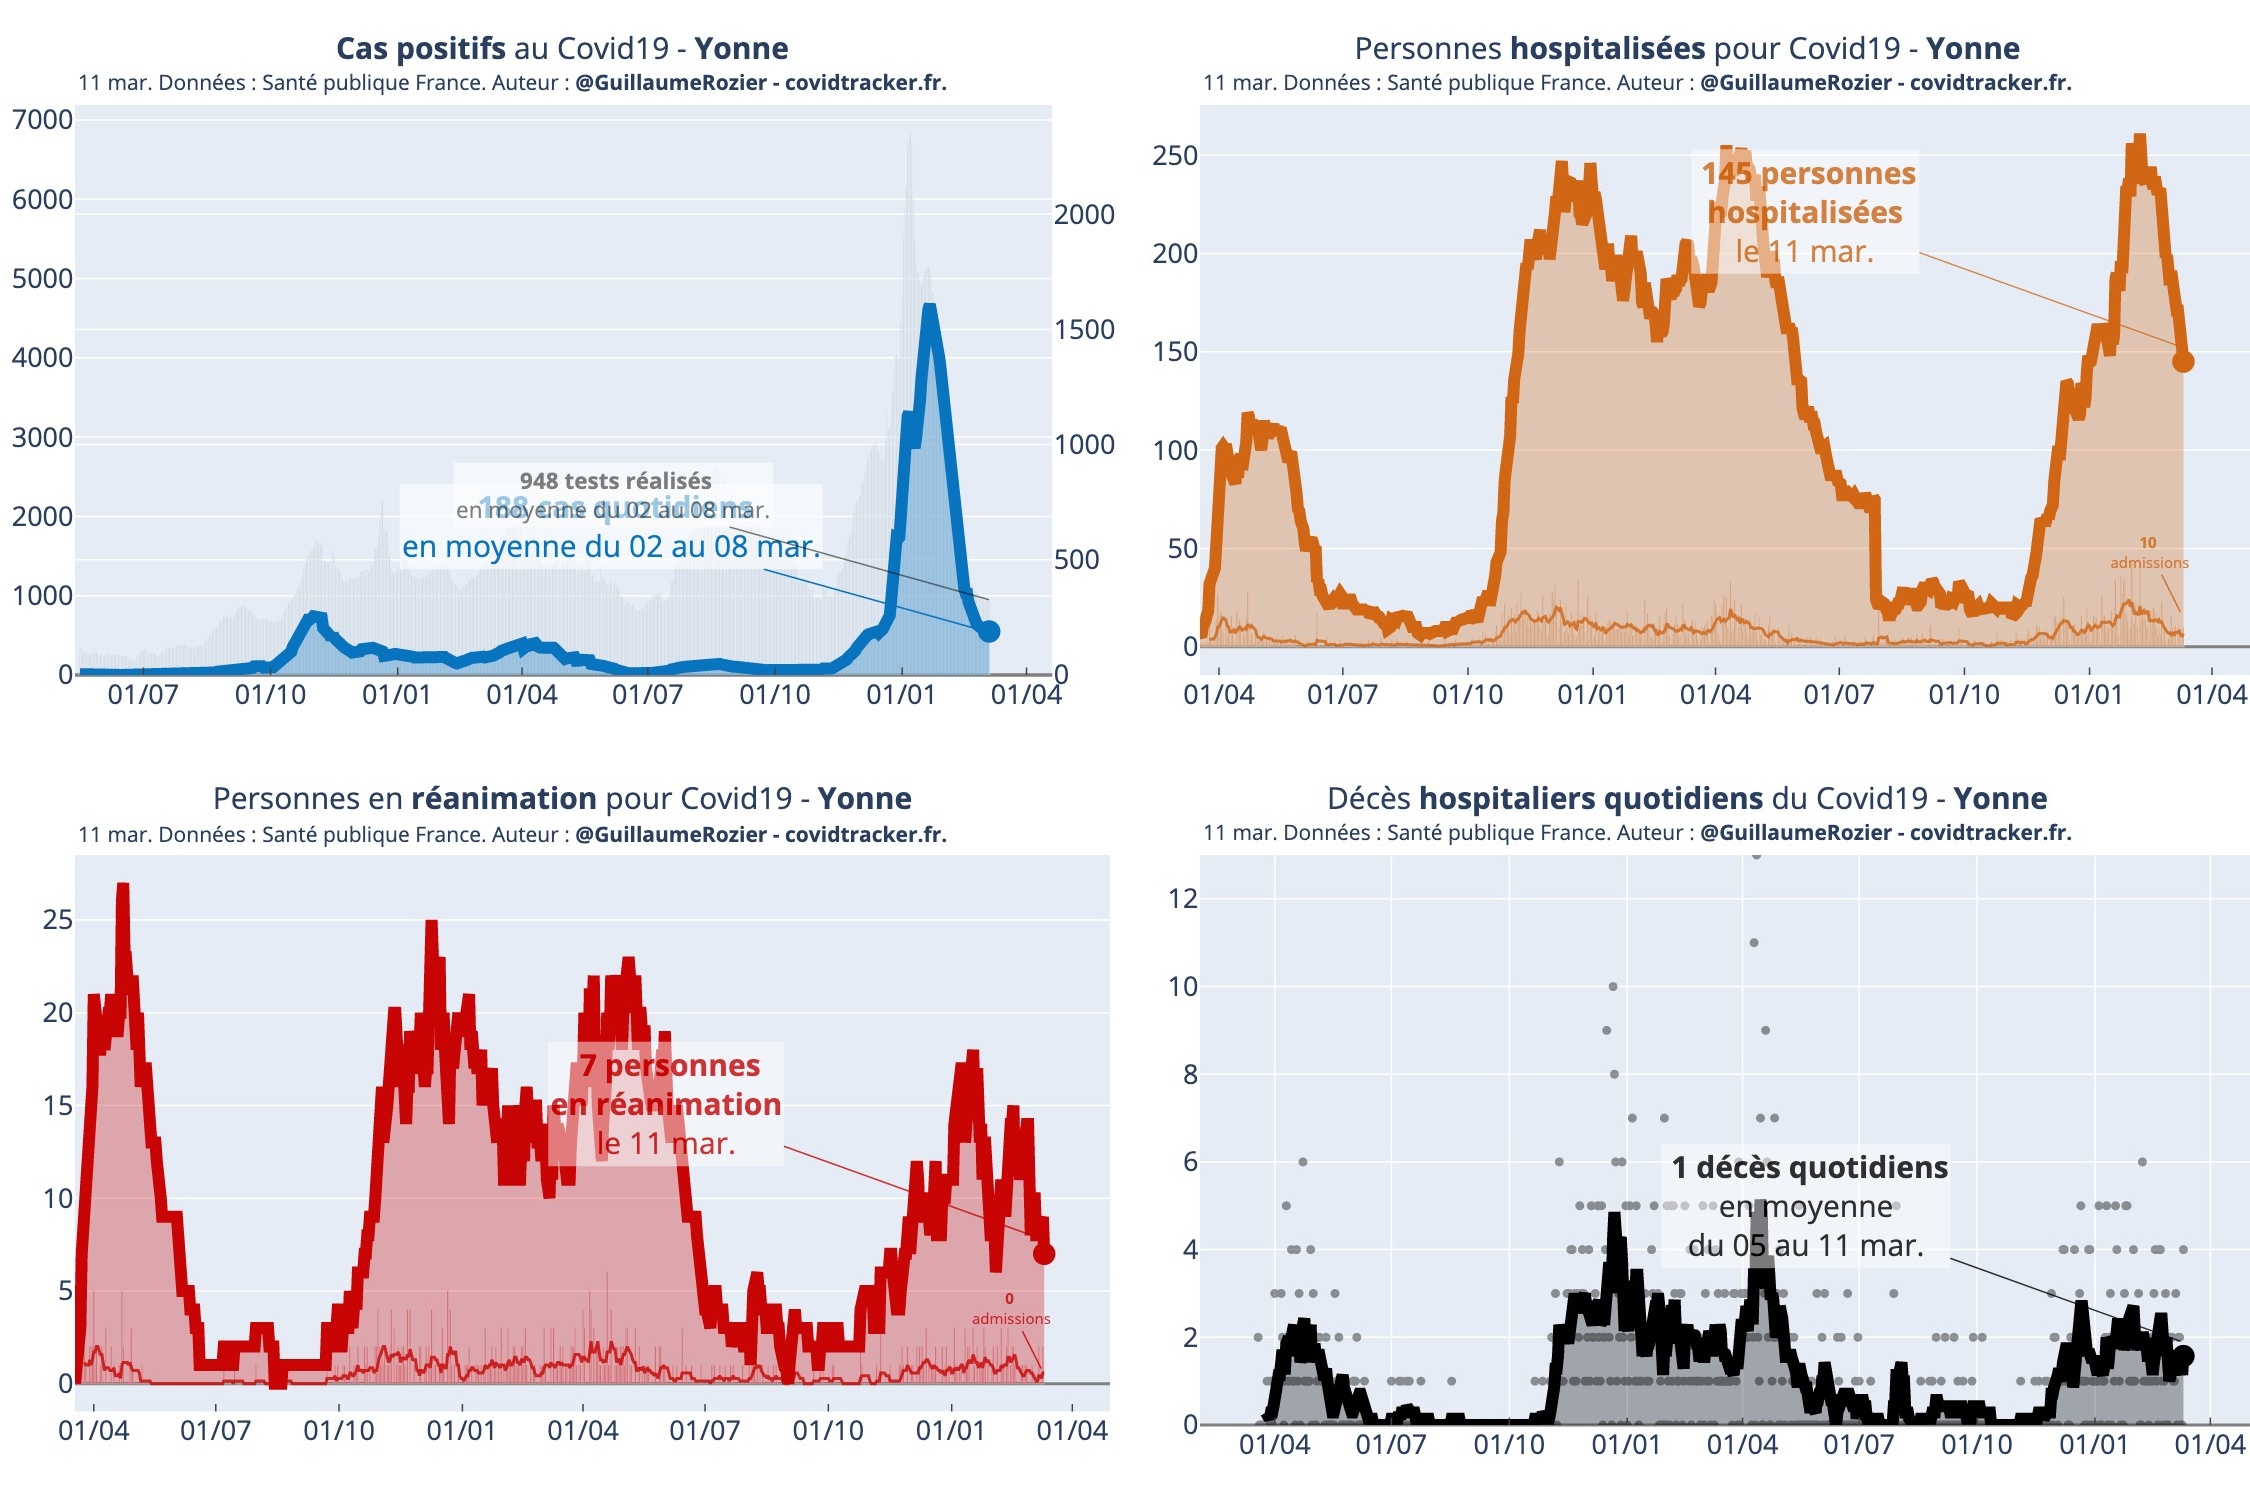 Cas positifs au Covid19 - Yonne
11 mar. Données : Santé publique France. Auteur : @GuillaumeRozier - covidtracker.fr.
7000
6000
5000
4000
3000
2000
1000
0
2000
1500
1000
500
0
948 tests réalisés
en moyenne du 02 au 08 mar.
188 cas quotidiens
en moyenne du 02 au 08 mar.
01/07 01/10 01/01 01/04 01/07 01/10 01/01 01/04
Personnes hospitalisées pour Covid19 - Yonne
11 mar. Données : Santé publique France. Auteur : @GuillaumeRozier - covidtracker.fr.
250
200
150
100
50
0
145 personnes
hospitalisées
le 11 mar.
10
admissions
01/04 01/07 01/10 01/01 01/04 01/07 01/10 01/01 01/04
Personnes en réanimation pour Covid19 - Yonne
11 mar. Données : Santé publique France. Auteur : @GuillaumeRozier - covidtracker.fr.
25
20
15
10
5
0
7 personnes
en réanimation
le 11 mar.
0
admissions
01/04 01/07 01/10 01/01 01/04 01/07 01/10 01/01 01/04
Décès hospitaliers quotidiens du Covid19 - Yonne
11 mar. Données : Santé publique France. Auteur : @GuillaumeRozier - covidtracker.fr.
12
10
8
6
4
2
0
1 décès quotidiens
en moyenne
du 05 au 11 mar.
01/04 01/07 01/10 01/01 01/04 01/07 01/10 01/01 01/04